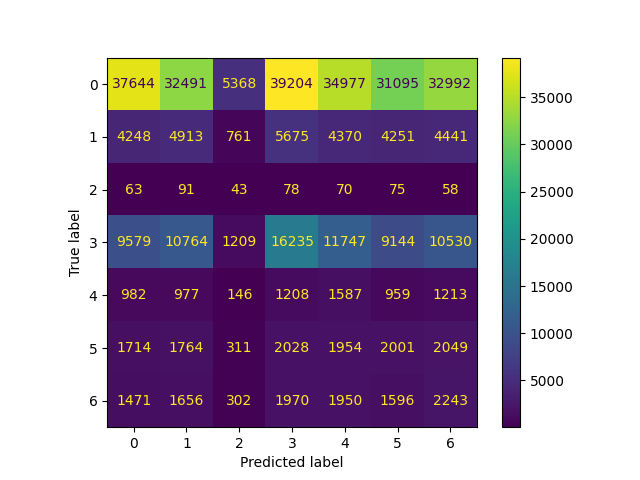 0 37644 32491 5368 39204 34977 31095 32992
1 4248 4913 761 5675 4370 4251 4441
2 63 91 43 78 70 75 58
3 9579 10764 1209 16235 11747 9144 10530
4 982 977 146 1208 1587 959 1213
5 1714 1764 311 2028 1954 2001 2049
6 1471 1656 302 1970 1950 1596 2243
0 1 2 3 4 5 6
Predicted label
True label
35000
30000
25000
20000
15000
10000
5000